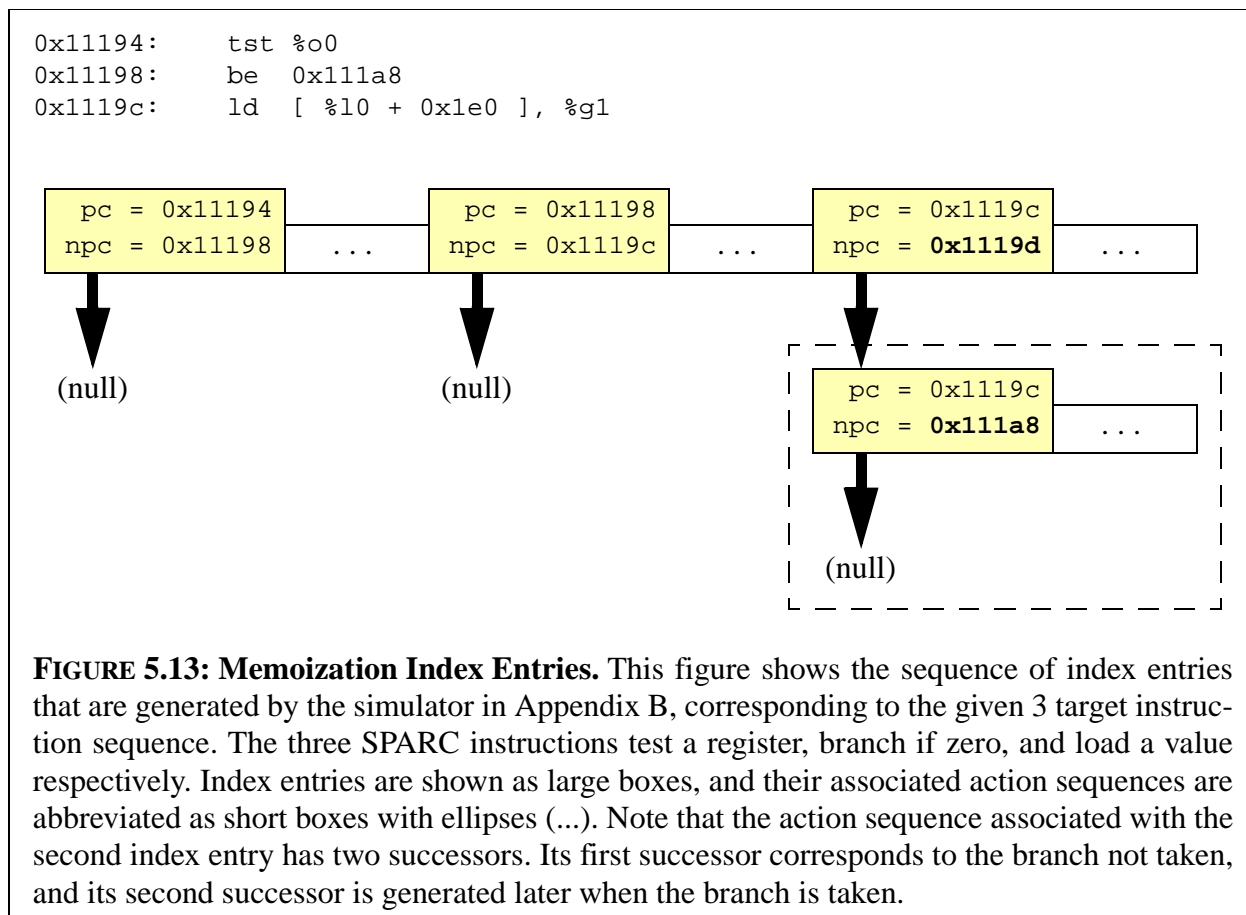 0x11194: tst %o0
0x11198: be 0x111a8
0x1119c: ld [ %l0 + 0x1e0 ], %g1
pc = 0x11194
npc = 0x11198
...
pc = 0x11198
npc = 0x1119c
...
pc = 0x1119c
npc = 0x1119d
...
(null)
(null)
pc = 0x1119c
npc = 0x111a8
...
(null)
FIGURE 5.13: Memoization Index Entries. This figure shows the sequence of index entries
that are generated by the simulator in Appendix B, corresponding to the given 3 target instruc-
tion sequence. The three SPARC instructions test a register, branch if zero, and load a value
respectively. Index entries are shown as large boxes, and their associated action sequences are
abbreviated as short boxes with ellipses (...). Note that the action sequence associated with the
second index entry has two successors. Its first successor corresponds to the branch not taken,
and its second successor is generated later when the branch is taken.